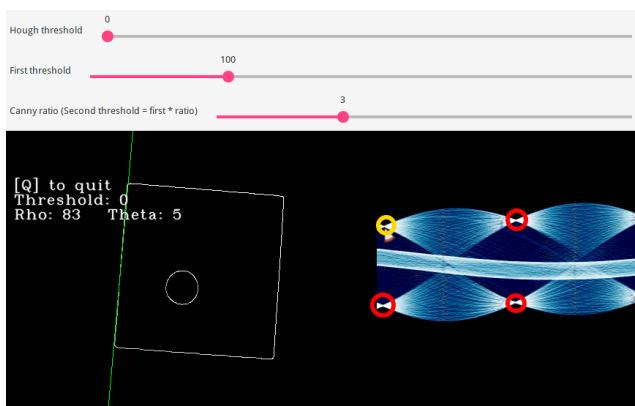 0
Hough threshold
100
First threshold
3
Canny ratio (Second threshold = first * ratio)
[Q] to quit
Threshold: 0
Rho: 83 Theta: 5